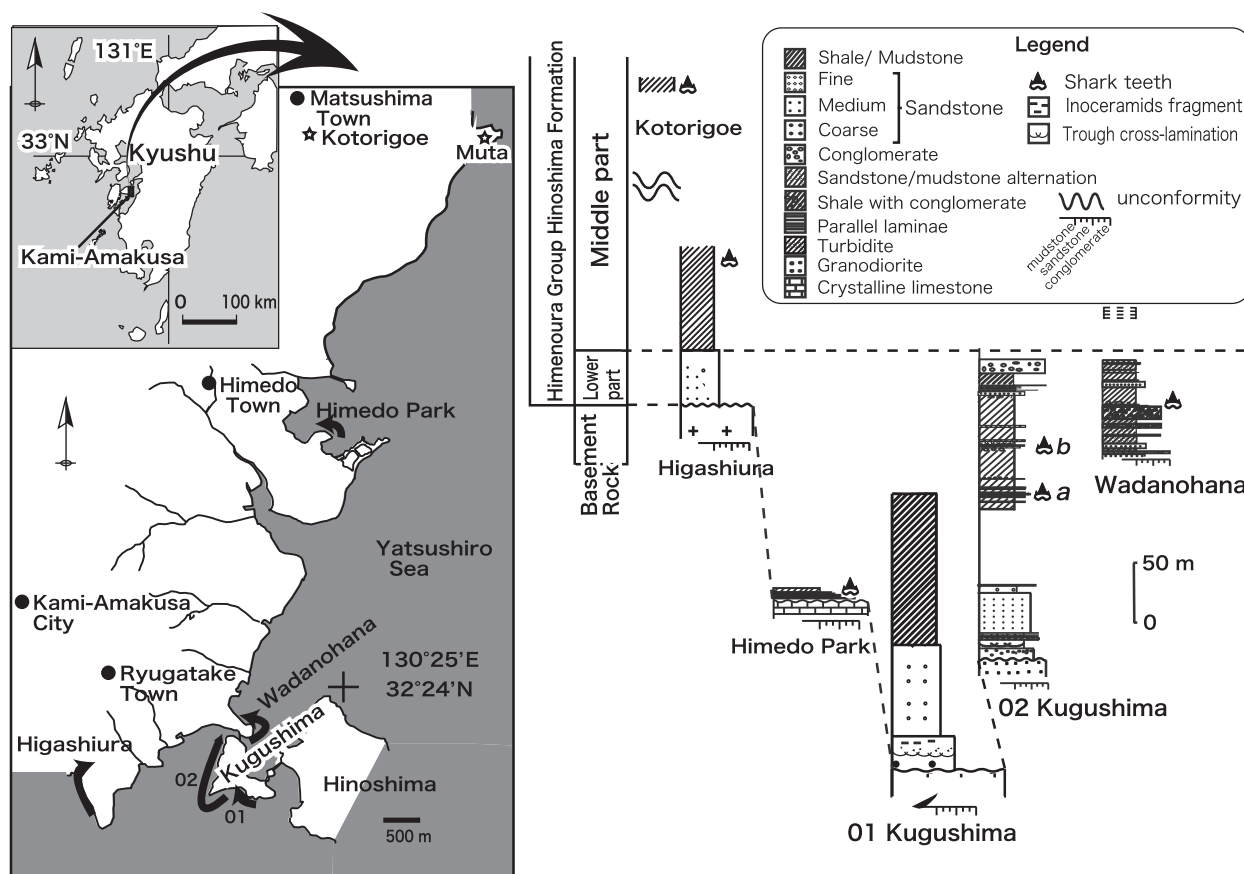 131°E
33°N
Kyushu
Kami-Amakusa
0 100 km
Matsushima
Town
Kotorigoe
Muta
Himedo
Town
Himedo Park
Yatsushiro
Sea
Kami-Amakusa
City
Ryugatake
Town
Wadanohana
130°25'E
32°24'N
Higashiura
Kugushima
02
01
Hinoshima
500 m
Himenoura Group Hinoshima Formation
Middle part
Lower
part
Basement
Rock
Kotorigoe
Higashiura
Himedo Park
01 Kugushima
02 Kugushima
b
a
Wadanohana
50 m
0
Legend
Shale/ Mudstone
Fine
Medium
Coarse
Sandstone
Conglomerate
Sandstone/mudstone alternation
Shale with conglomerate
Parallel laminae
Turbidite
Granodiorite
Crystalline limestone
Shark teeth
Inoceramids fragment
Trough cross-lamination
unconformity
mudstone
sandstone
conglomerate